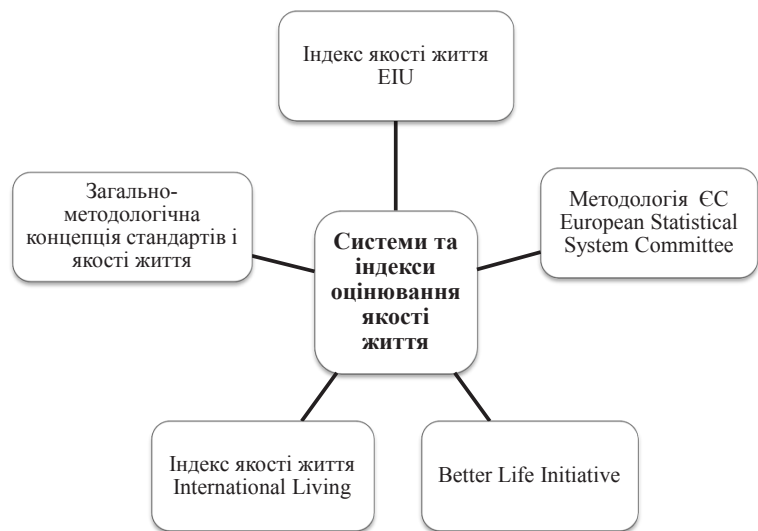 Індекс якості життя
EIU
Загально-
методологічна
концепція стандартів і
якості життя
Методологія ЄС
European Statistical
System Committee
Системи та
індекси
оцінювання
якості
життя
Індекс якості життя
International Living
Better Life Initiative